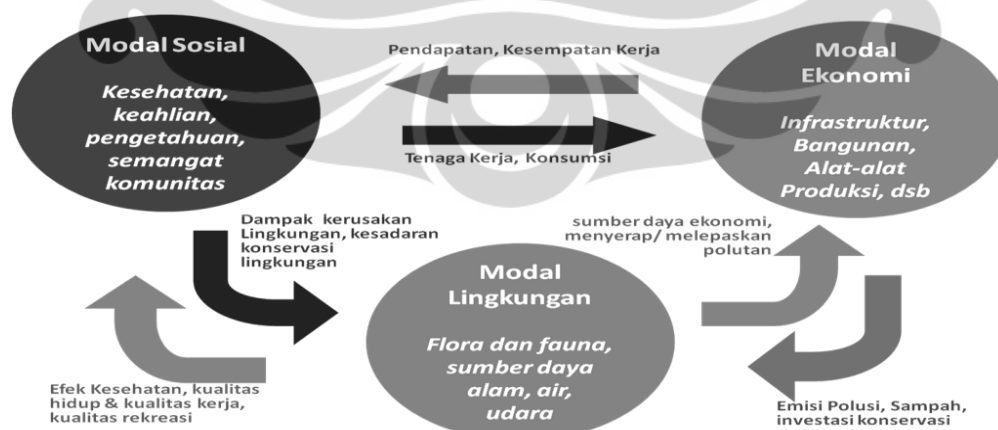 Modal Sosial
Kesehatan,
keahlian,
pengetahuan,
semangat
komunitas
Pendapatan, Kesempatan Kerja
Tenaga Kerja, Konsumsi
Modal
Ekonomi
Infrastruktur,
Bangunan,
Alat-alat
Produksi, dsb
Dampak kerusakan
Lingkungan, kesadaran
konservasi
lingkungan
sumber daya ekonomi,
menyerap/ melepaskan
polutan
Modal
Lingkungan
Flora dan fauna,
sumber daya
alam, air,
udara
Efek Kesehatan, kualitas
hidup & kualitas kerja,
kualitas rekreasi
Emisi Polusi, Sampah,
investasi konservasi